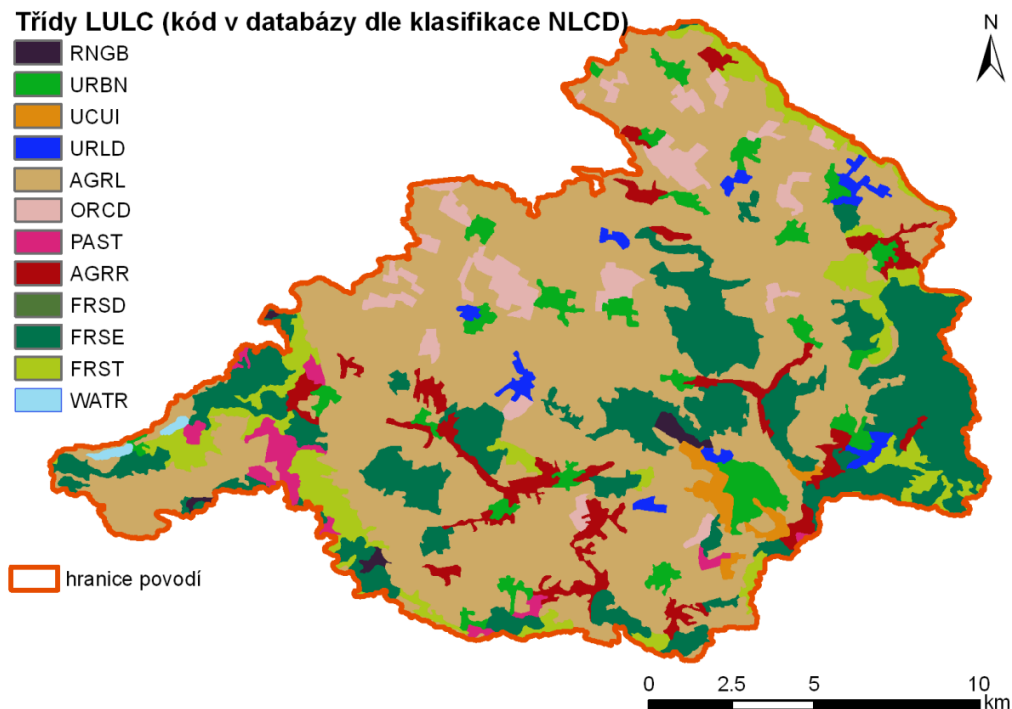 Třídy LULC (kód v databázy dle klasifikace NLCD)
N
RNGB
URBN
UCUI
URLD
AGRL
ORCD
PAST
AGRR
FRSD
FRSE
FRST
WATR
hranice povodí
0 2.5 5 10
km